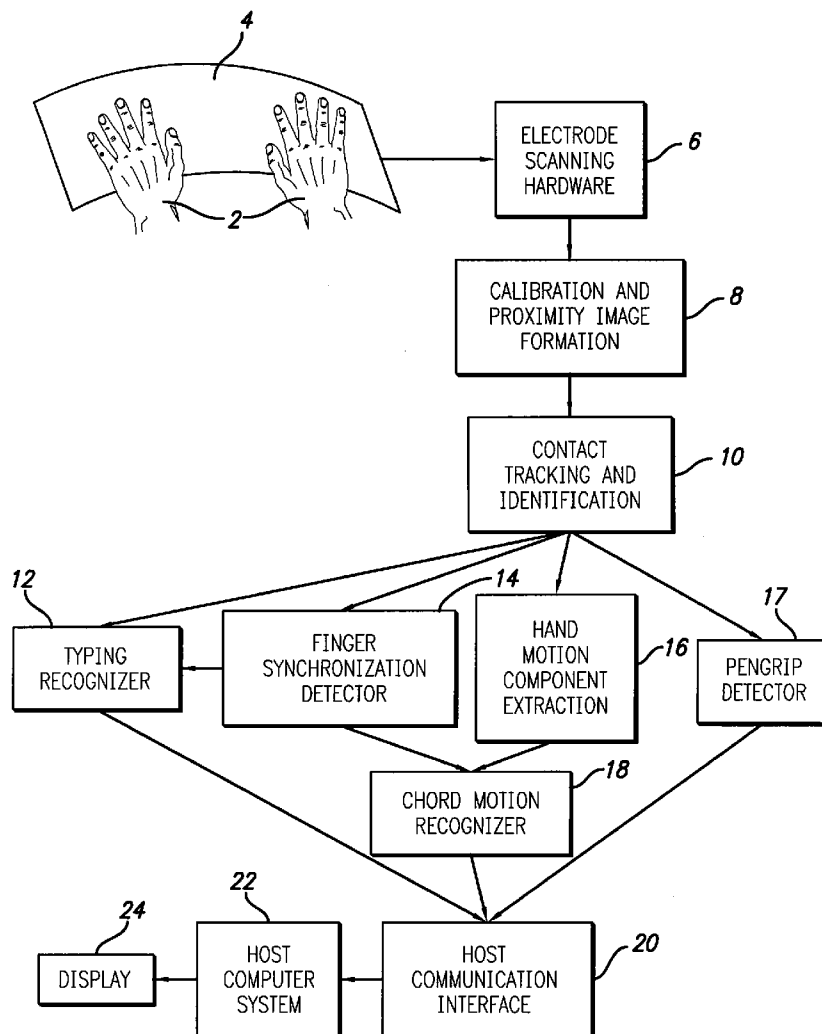 4
2
ELECTRODE
SCANNING
HARDWARE
6
CALIBRATION AND
PROXIMITY IMAGE
FORMATION
8
CONTACT
TRACKING AND
IDENTIFICATION
10
12
TYPING
RECOGNIZER
14
FINGER
SYNCHRONIZATION
DETECTOR
HAND
MOTION
COMPONENT
EXTRACTION
16
17
PENGRIP
DETECTOR
CHORD MOTION
RECOGNIZER
18
24
DISPLAY
22
HOST
COMPUTER
SYSTEM
HOST
COMMUNICATION
INTERFACE
20